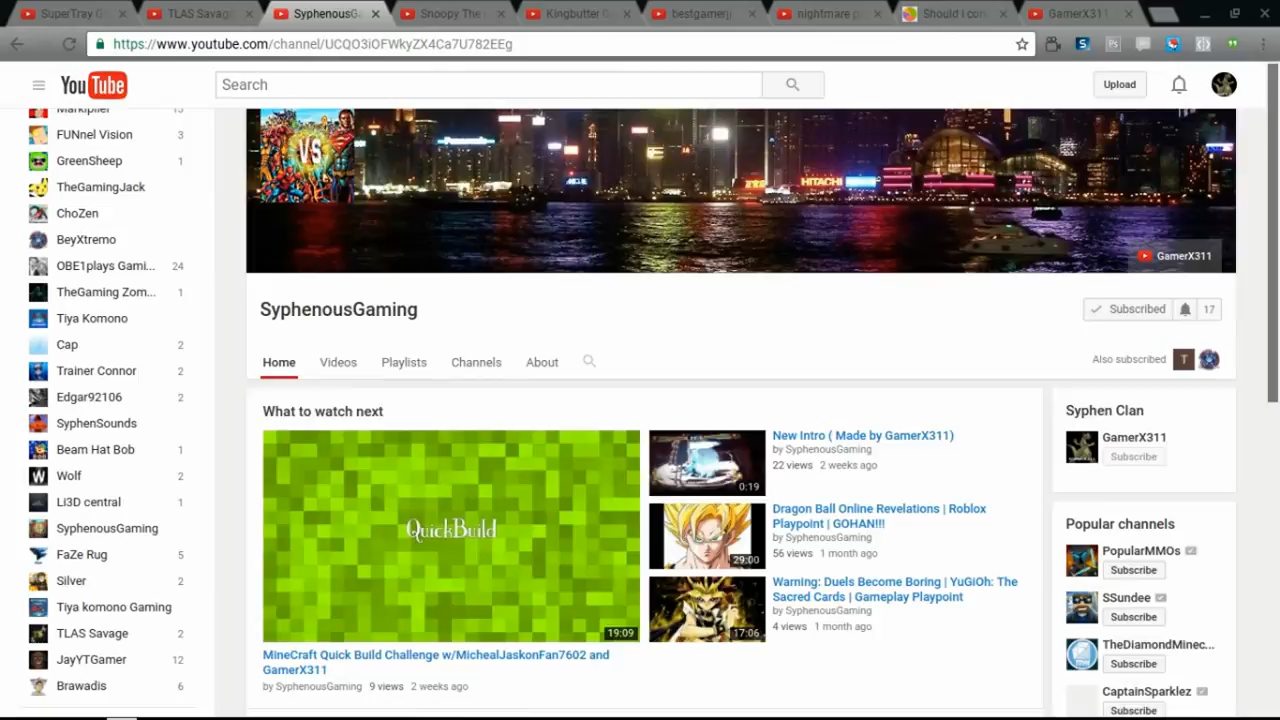 SuperTray G
TLAS Savage
SyphenousG
Snoopy The
Kingbutter G
bestgamerj
nightmare p
Should I con
GamerX311
https://www.youtube.com/channel/UCQO3iOFWkyZX4Ca7U782EEg
YouTube
Search
Upload
Markiplier 15
FUNnel Vision 3
GreenSheep 1
TheGamingJack
ChoZen
BeyXtremo
OBE1plays Gami... 24
TheGaming Zom... 1
Tiya Komono
Cap 2
Trainer Connor 2
Edgar92106 2
SyphenSounds
Beam Hat Bob 1
Wolf 2
Li3D central 1
SyphenousGaming
FaZe Rug 2
Silver 2
Tiya komono Gaming
TLAS Savage 2
JayYTGamer 12
Brawadis 6
VS
HITACHI
GamerX311
SyphenousGaming
Subscribed 17
Home Videos Playlists Channels About
Also subscribed T
What to watch next
QuickBuild
19:09
MineCraft Quick Build Challenge w/MichealJaskonFan7602 and
GamerX311
by SyphenousGaming 9 views 2 weeks ago
0:19
New Intro ( Made by GamerX311)
by SyphenousGaming
22 views 2 weeks ago
29:00
Dragon Ball Online Revelations | Roblox
Playpoint | GOHAN!!!
by SyphenousGaming
56 views 1 month ago
17:06
Warning: Duels Become Boring | YuGiOh: The
Sacred Cards | Gameplay Playpoint
by SyphenousGaming
4 views 1 month ago
Syphen Clan
GamerX311
Subscribe
Popular channels
PopularMMOs
Subscribe
SSundee
Subscribe
TheDiamondMinec...
Subscribe
CaptainSparklez
Subscribe